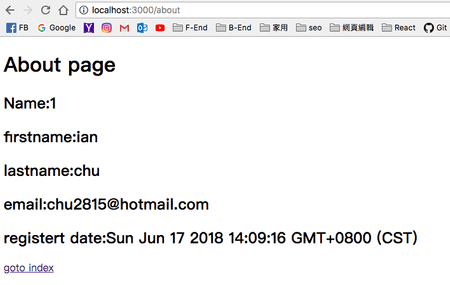 localhost:3000/about
FB Google F-End B-End 家用 seo 網頁編輯 React Git
About page
Name:1
firstname:ian
lastname:chu
email:chu2815@hotmail.com
registert date:Sun Jun 17 2018 14:09:16 GMT+0800 (CST)
goto index